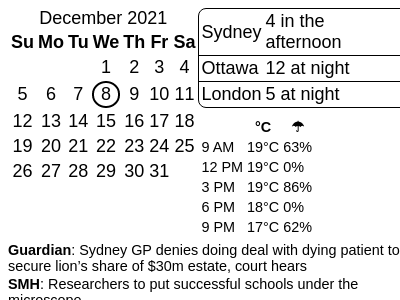 December 2021
Su Mo Tu We Th Fr Sa
1 2 3 4
5 6 7 8 9 10 11
12 13 14 15 16 17 18
19 20 21 22 23 24 25
26 27 28 29 30 31
Sydney 4 in the
afternoon
Ottawa 12 at night
London 5 at night
°C ☂
9 AM 19°C 63%
12 PM 19°C 0%
3 PM 19°C 86%
6 PM 18°C 0%
9 PM 17°C 62%
Guardian: Sydney GP denies doing deal with dying patient to
secure lion’s share of $30m estate, court hears
SMH: Researchers to put successful schools under the
microscope